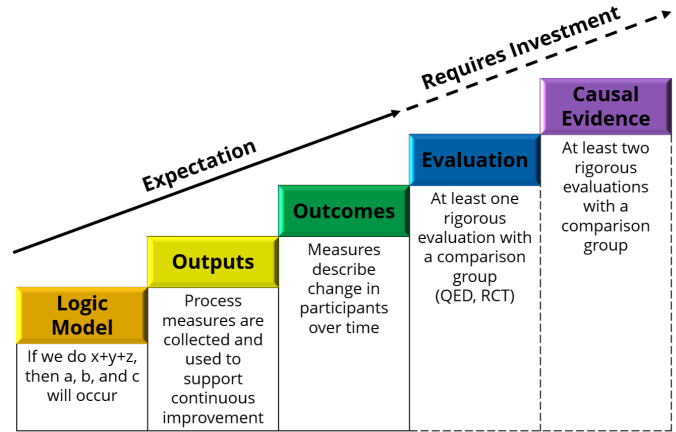 Requires Investment
Expectation
Logic
Model
If we do x+y+z,
then a, b, and c
will occur
Outputs
Process
measures are
collected and
used to
support
continuous
improvement
Outcomes
Measures
describe
change in
participants
over time
Evaluation
At least one
rigorous
evaluation with
a comparison
group
(QED, RCT)
Causal
Evidence
At least two
rigorous
evaluations
with a
comparison
group